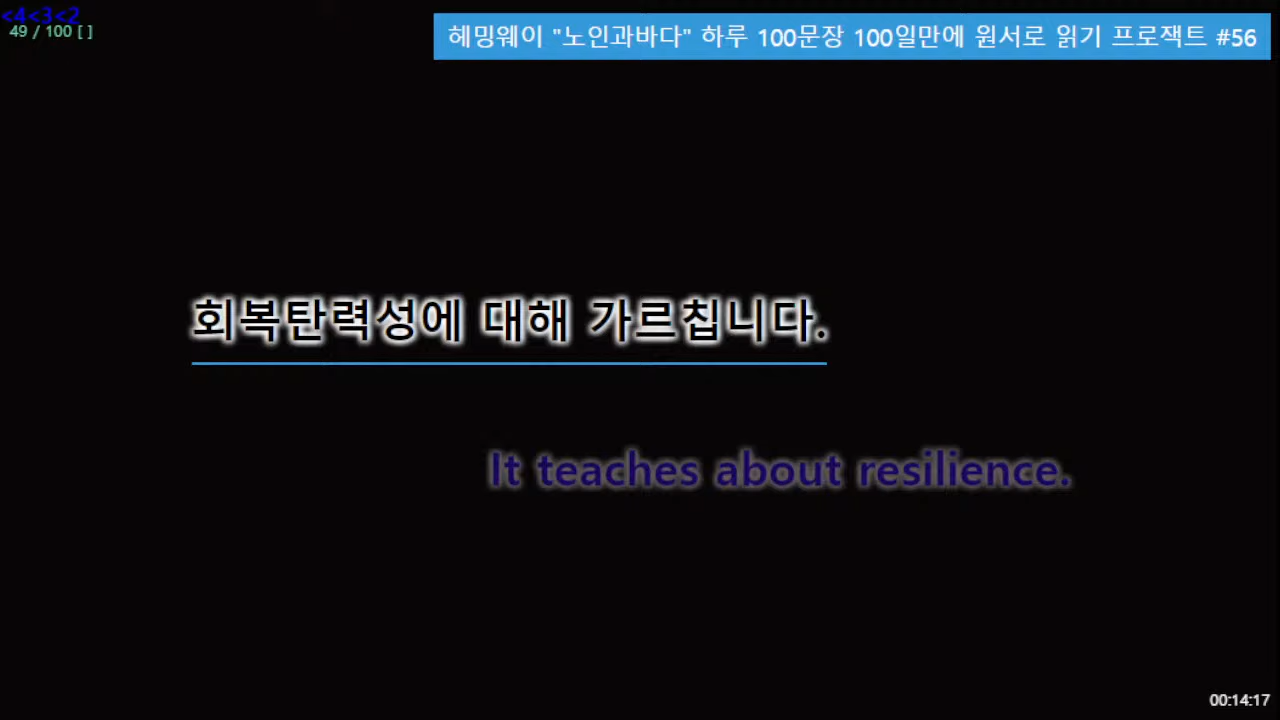 <4<3<2
49 / 100 [ ]
헤밍웨이 "노인과바다" 하루 100문장 100일만에 원서로 읽기 프로잭트 #56
회복탄력성에 대해 가르칩니다.
It teaches about resilience.
00:14:17